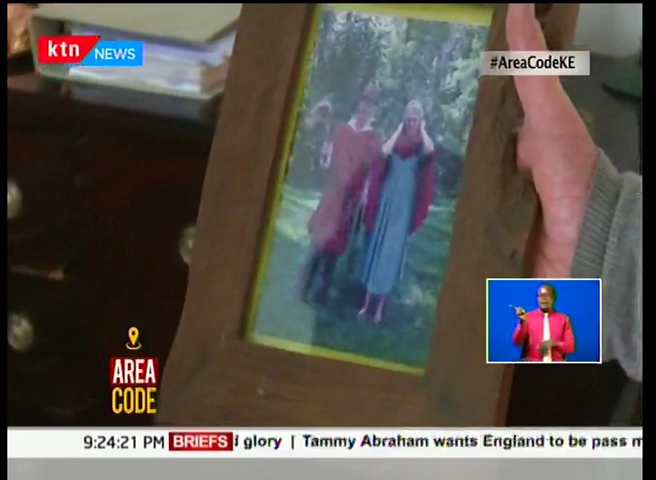 ktn NEWS
#AreaCodeKE
AREA
CODE
9:24:21 PM BRIEFS glory | Tammy Abraham wants England to be pass m